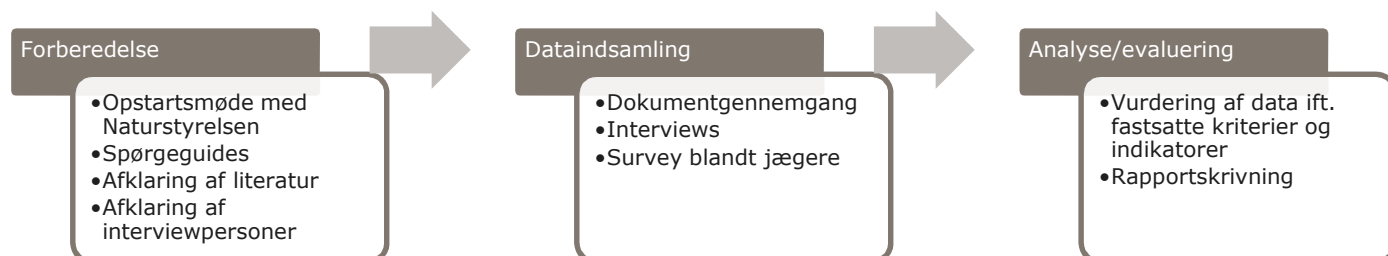 Forberedelse
•Opstartsmøde med
Naturstyrelsen
•Spørgeguides
•Afklaring af literatur
•Afklaring af
interviewpersoner
Dataindsamling
•Dokumentgennemgang
•Interviews
•Survey blandt jægere
Analyse/evaluering
•Vurdering af data ift.
fastsatte kriterier og
indikatorer
•Rapportskrivning